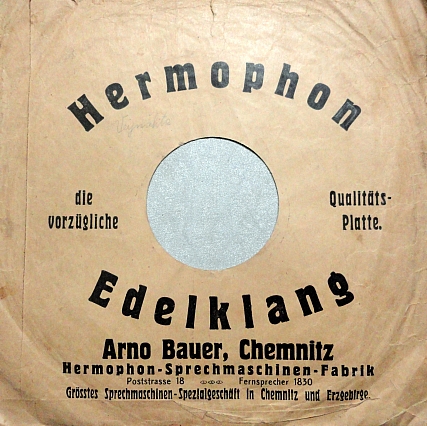 Hermophon
die
vorzügliche
Qualitäts-
Platte.
Edelklang
Arno Bauer, Chemnitz
Hermophon-Sprechmaschinen-Fabrik
Poststrasse 18 Fernsprecher 1830
Grösstes Sprechmaschinen-Spezialgeschäft in Chemnitz und Erzgebirge.